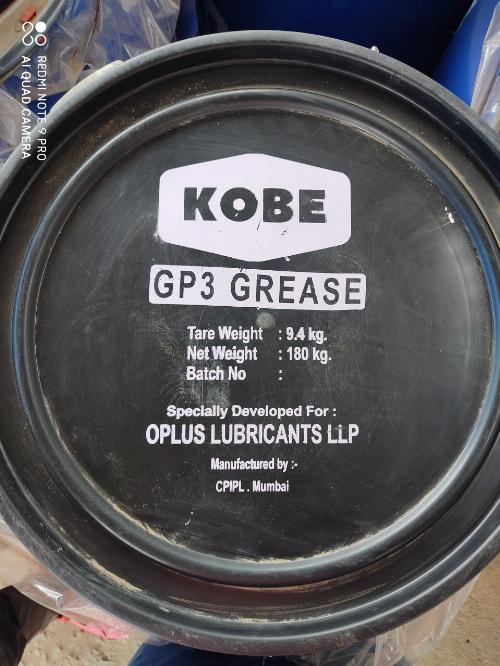 KOBE
GP3 GREASE
Tare Weight : 9.4 kg.
Net Weight : 180 kg.
Batch No :
Specially Developed For :
OPLUS LUBRICANTS LLP
Manufactured by :-
CPIPL . Mumbai
REDMI NOTE 9 PRO
AI QUAD CAMERA